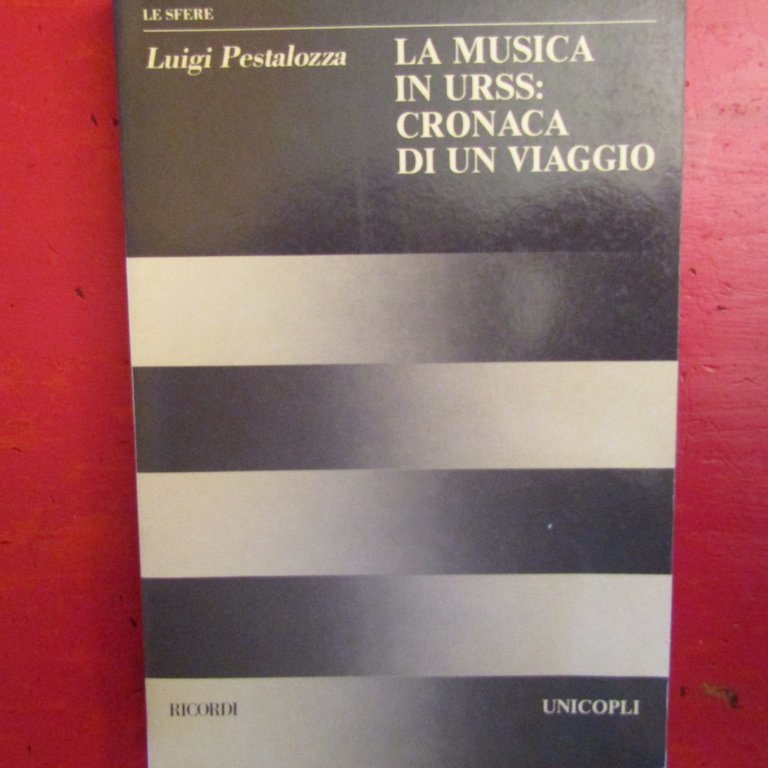 LE SFERE
Luigi Pestalozza
LA MUSICA
IN URSS:
CRONACA
DI UN VIAGGIO
RICORDI
UNICOPLI